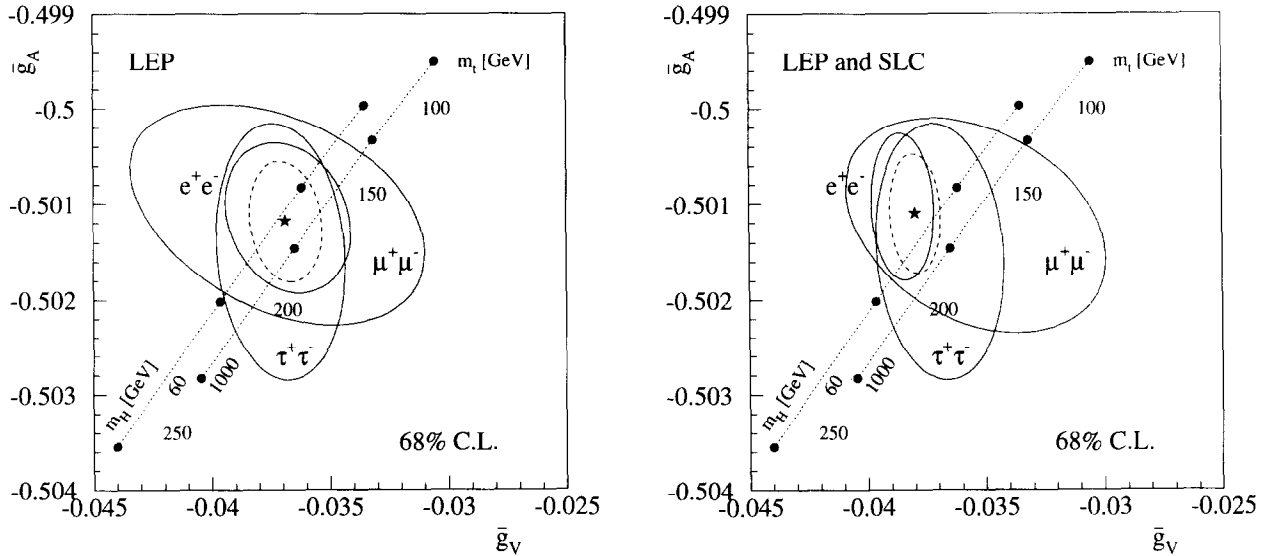 -0.499
-0.5
-0.501
-0.502
-0.503
-0.504
ḡA
LEP
mt [GeV]
100
150
200
e+e-
μ+μ-
τ+τ-
mH [GeV]
60
1000
250
68% C.L.
-0.045
-0.04
-0.035
-0.03
-0.025
ḡV
-0.499
-0.5
-0.501
-0.502
-0.503
-0.504
ḡA
LEP and SLC
mt [GeV]
100
150
200
e+e-
μ+μ-
τ+τ-
mH [GeV]
60
1000
250
68% C.L.
-0.045
-0.04
-0.035
-0.03
-0.025
ḡV